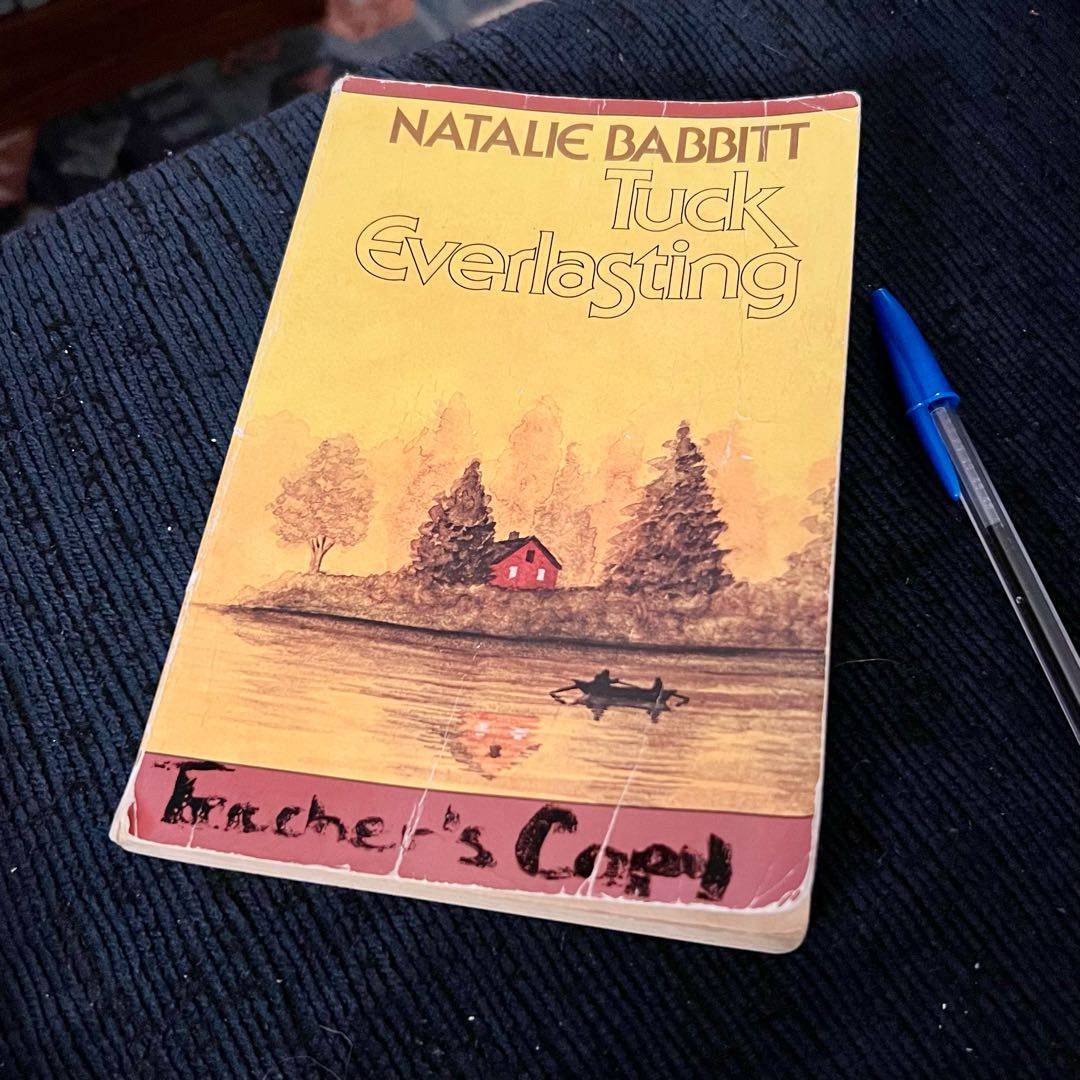 NATALIE BABBITT
Tuck
Everlasting
Teacher's Copy